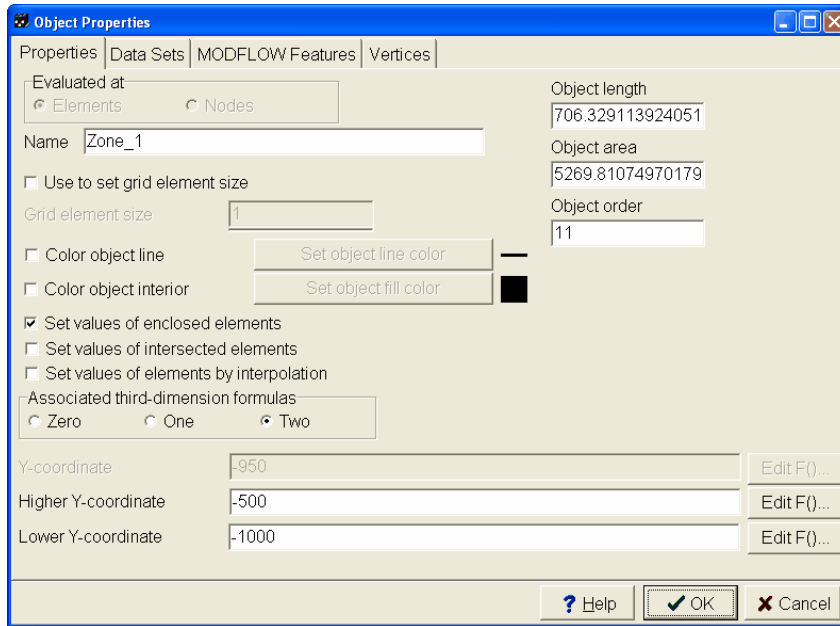 Object Properties
Properties Data Sets MODFLOW Features Vertices
Evaluated at
Elements Nodes
Name Zone_1
Use to set grid element size
Grid element size 1
Color object line Set object line color
Color object interior Set object fill color
Set values of enclosed elements
Set values of intersected elements
Set values of elements by interpolation
Associated third-dimension formulas
Zero One Two
Object length
706.329113924051
Object area
5269.81074970179
Object order
11
Y-coordinate -950 Edit F()...
Higher Y-coordinate -500 Edit F()...
Lower Y-coordinate -1000 Edit F()...
? Help OK Cancel